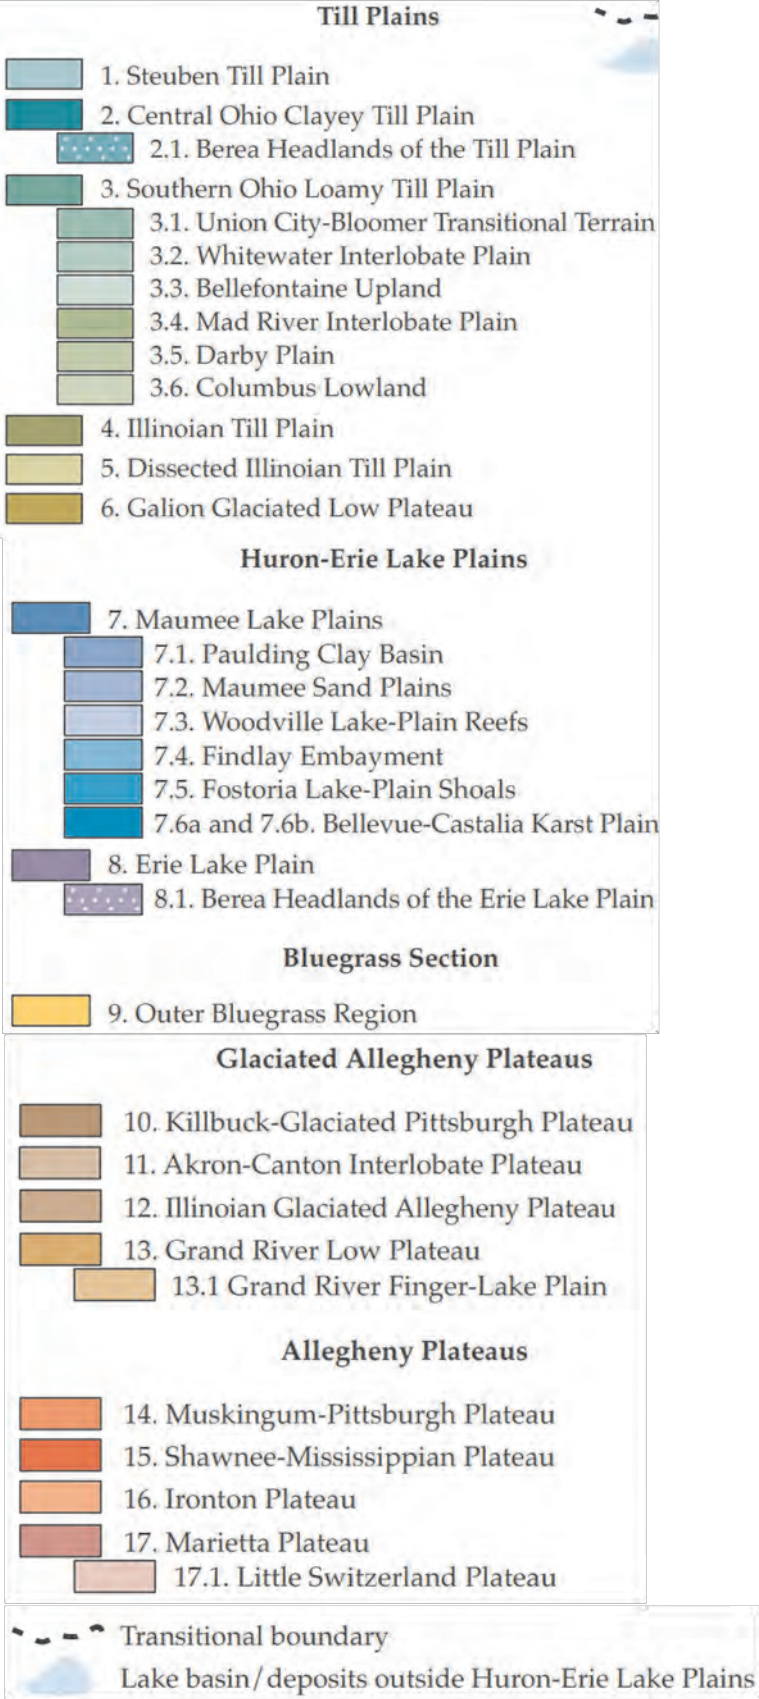 Till Plains
1. Steuben Till Plain
2. Central Ohio Clayey Till Plain
2.1. Berea Headlands of the Till Plain
3. Southern Ohio Loamy Till Plain
3.1. Union City-Bloomer Transitional Terrain
3.2. Whitewater Interlobate Plain
3.3. Bellefontaine Upland
3.4. Mad River Interlobate Plain
3.5. Darby Plain
3.6. Columbus Lowland
4. Illinoian Till Plain
5. Dissected Illinoian Till Plain
6. Galion Glaciated Low Plateau
Huron-Erie Lake Plains
7. Maumee Lake Plains
7.1. Paulding Clay Basin
7.2. Maumee Sand Plains
7.3. Woodville Lake-Plain Reefs
7.4. Findlay Embayment
7.5. Fostoria Lake-Plain Shoals
7.6a and 7.6b. Bellevue-Castalia Karst Plain
8. Erie Lake Plain
8.1. Berea Headlands of the Erie Lake Plain
Bluegrass Section
9. Outer Bluegrass Region
Glaciated Allegheny Plateaus
10. Killbuck-Glaciated Pittsburgh Plateau
11. Akron-Canton Interlobate Plateau
12. Illinoian Glaciated Allegheny Plateau
13. Grand River Low Plateau
13.1 Grand River Finger-Lake Plain
Allegheny Plateaus
14. Muskingum-Pittsburgh Plateau
15. Shawnee-Mississippian Plateau
16. Ironton Plateau
17. Marietta Plateau
17.1. Little Switzerland Plateau
Transitional boundary
Lake basin/deposits outside Huron-Erie Lake Plains